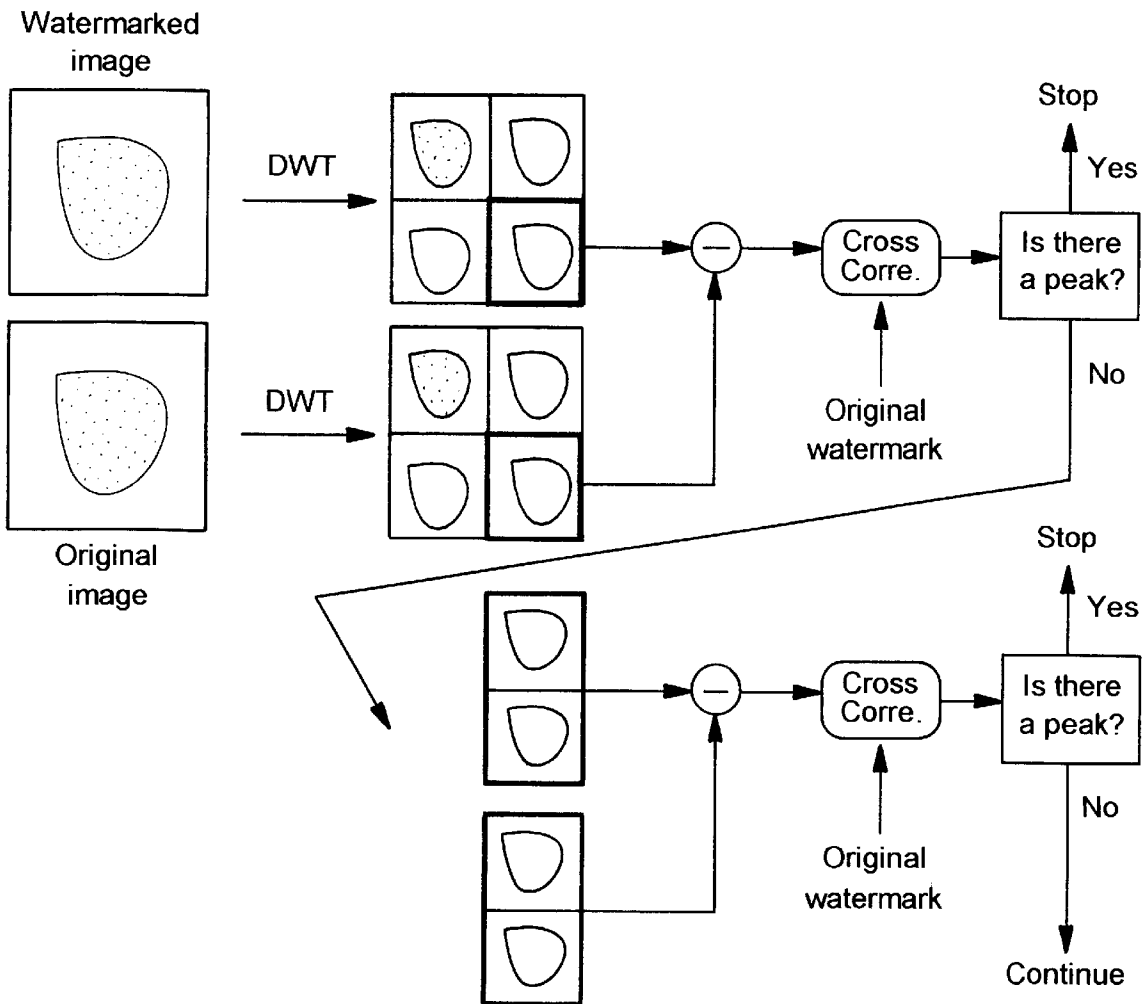 Watermarked
image
DWT
Stop
Yes
Cross
Corre.
Is there
a peak?
No
Original
watermark
DWT
Original
image
Stop
Yes
Cross
Corre.
Is there
a peak?
No
Original
watermark
Continue